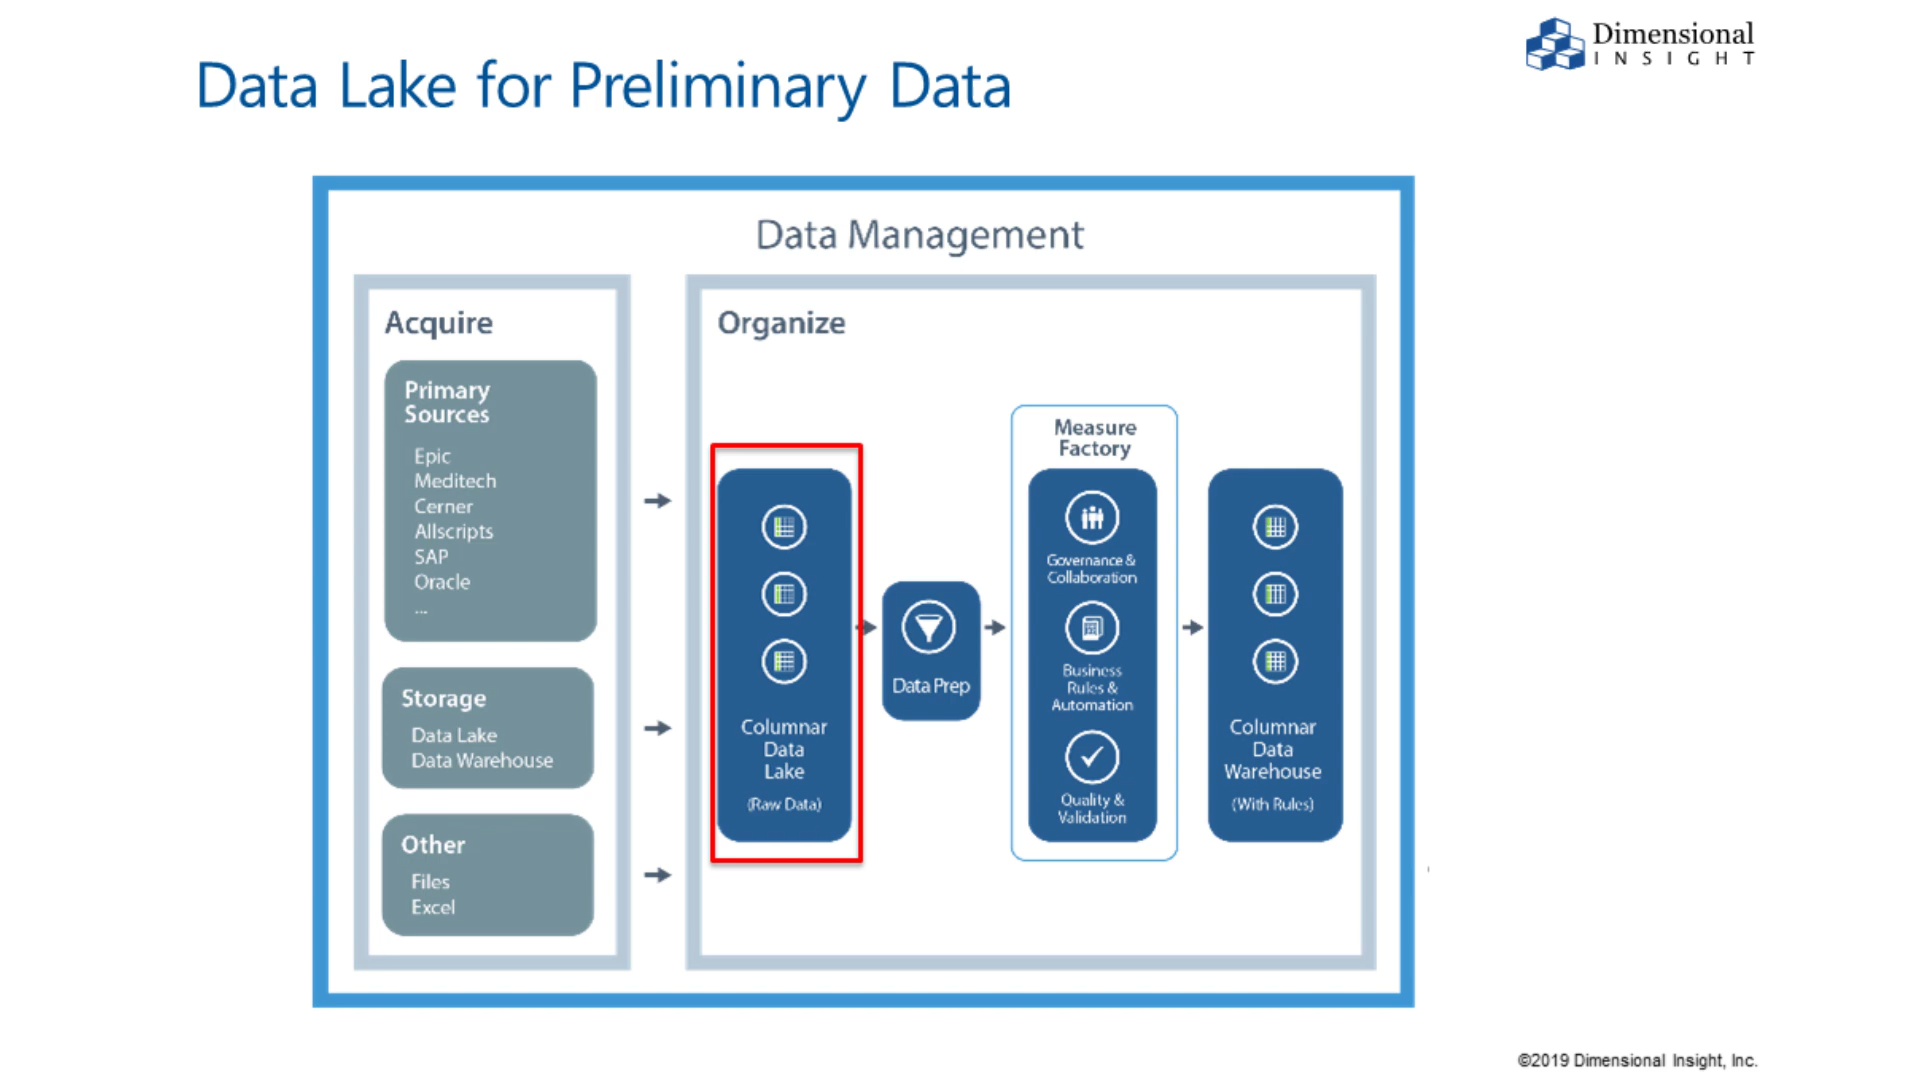 Dimensional
INSIGHT
Data Lake for Preliminary Data
Data Management
Acquire
Primary
Sources
Epic
Meditech
Cerner
Allscripts
SAP
Oracle
...
Storage
Data Lake
Data Warehouse
Other
Files
Excel
Organize
Columnar
Data
Lake
(Raw Data)
Data Prep
Measure
Factory
Governance &
Collaboration
Business
Rules &
Automation
Quality &
Validation
Columnar
Data
Warehouse
(With Rules)
©2019 Dimensional Insight, Inc.